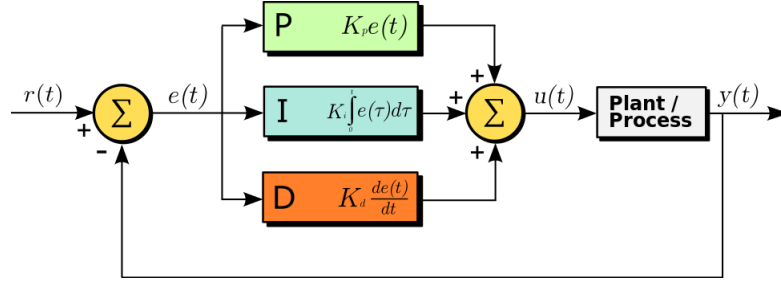 P K_p e(t)
r(t) + - Σ e(t)
I K_i ∫_0^t e(τ)dτ
+ + + Σ u(t)
Plant /
Process
y(t)
D K_d de(t)/dt